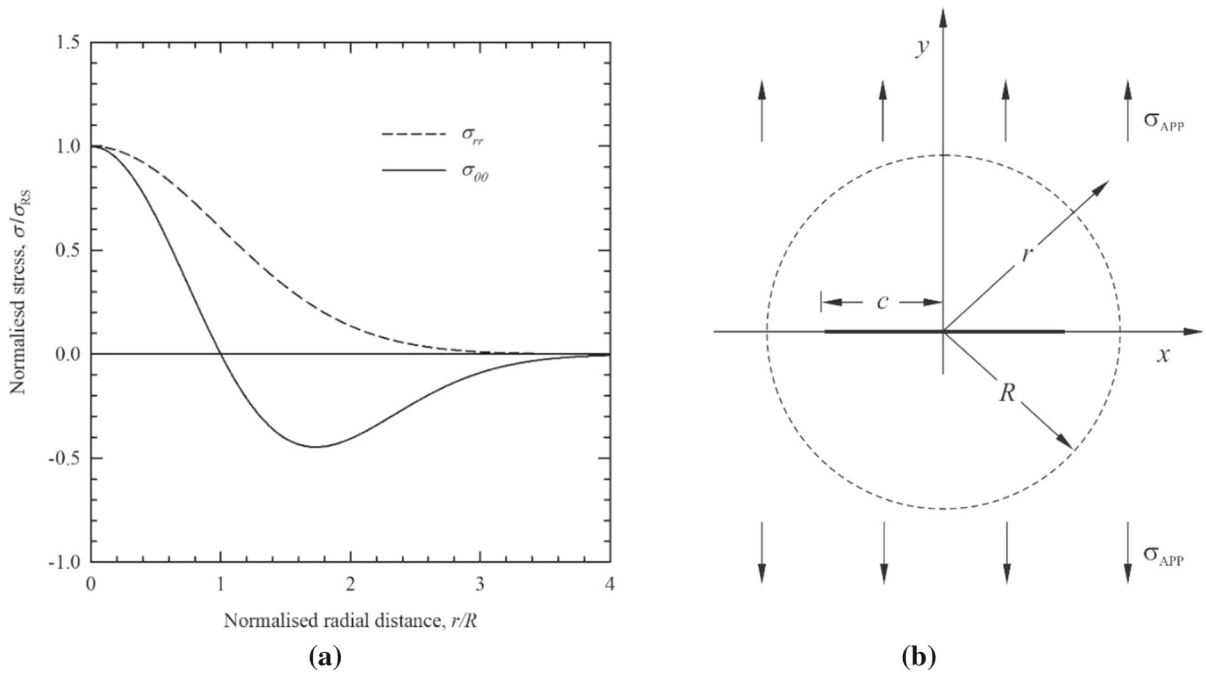 1.5
1.0
0.5
0.0
-0.5
-1.0
Normaliesd stress, σ/σRS
σrr
σθθ
0
1
2
3
4
Normalised radial distance, r/R
(a)
y
σAPP
r
c
x
R
σAPP
(b)